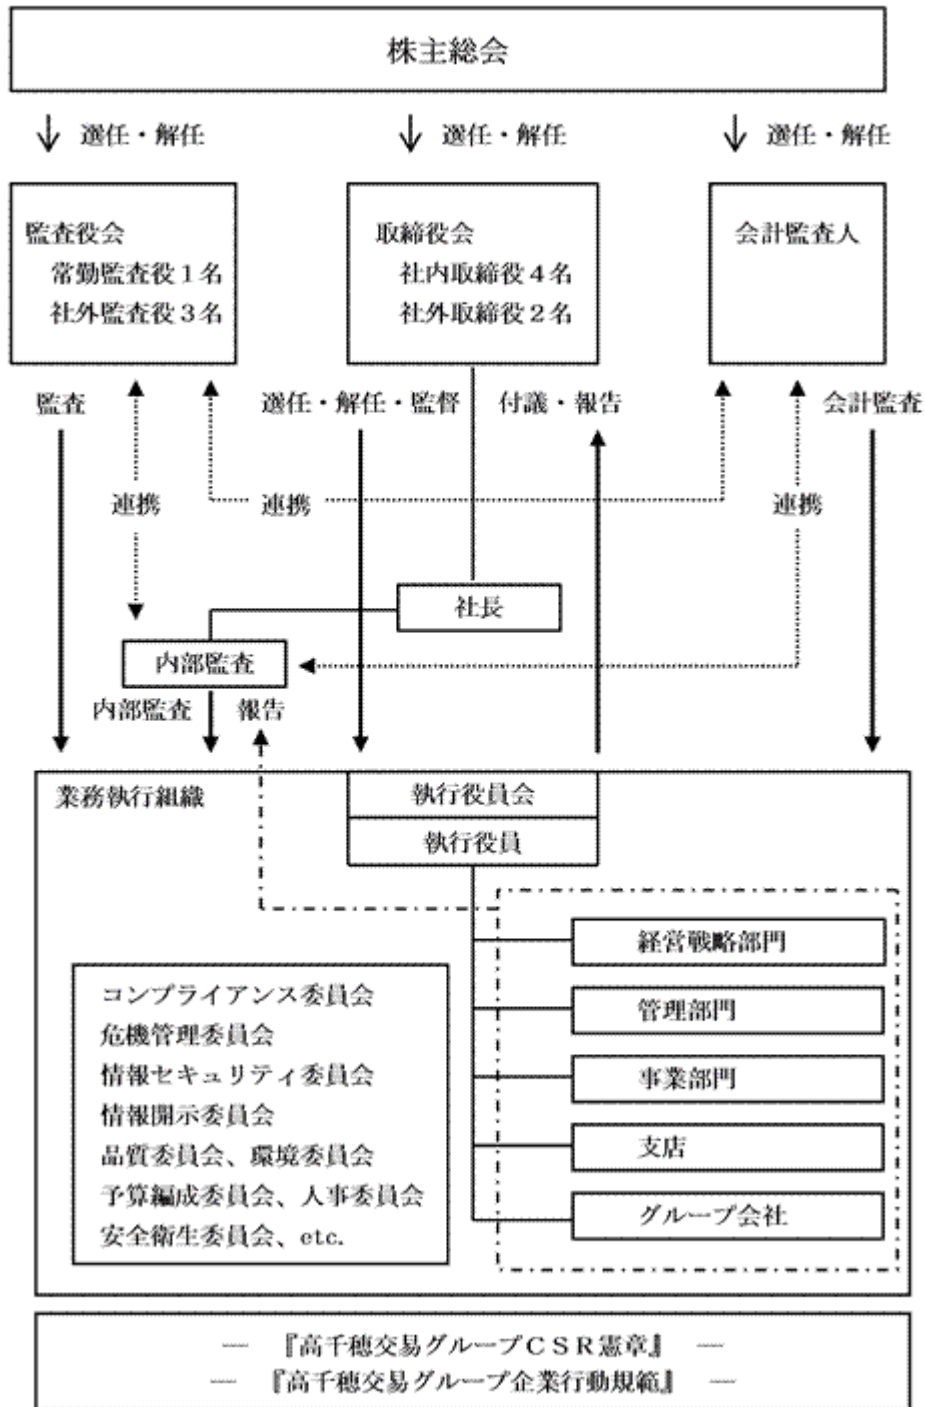 株主総会
選任・解任
選任・解任
選任・解任
監査役会
常勤監査役１名
社外監査役３名
取締役会
社内取締役４名
社外取締役２名
会計監査人
監査
選任・解任・監督
付議・報告
会計監査
連携
連携
連携
社長
内部監査
内部監査
報告
業務執行組織
執行役員会
執行役員
経営戦略部門
管理部門
事業部門
支店
グループ会社
コンプライアンス委員会
危機管理委員会
情報セキュリティ委員会
情報開示委員会
品質委員会、環境委員会
予算編成委員会、人事委員会
安全衛生委員会、etc.
― 『高千穂交易グループＣＳＲ憲章』 ―
― 『高千穂交易グループ企業行動規範』 ―